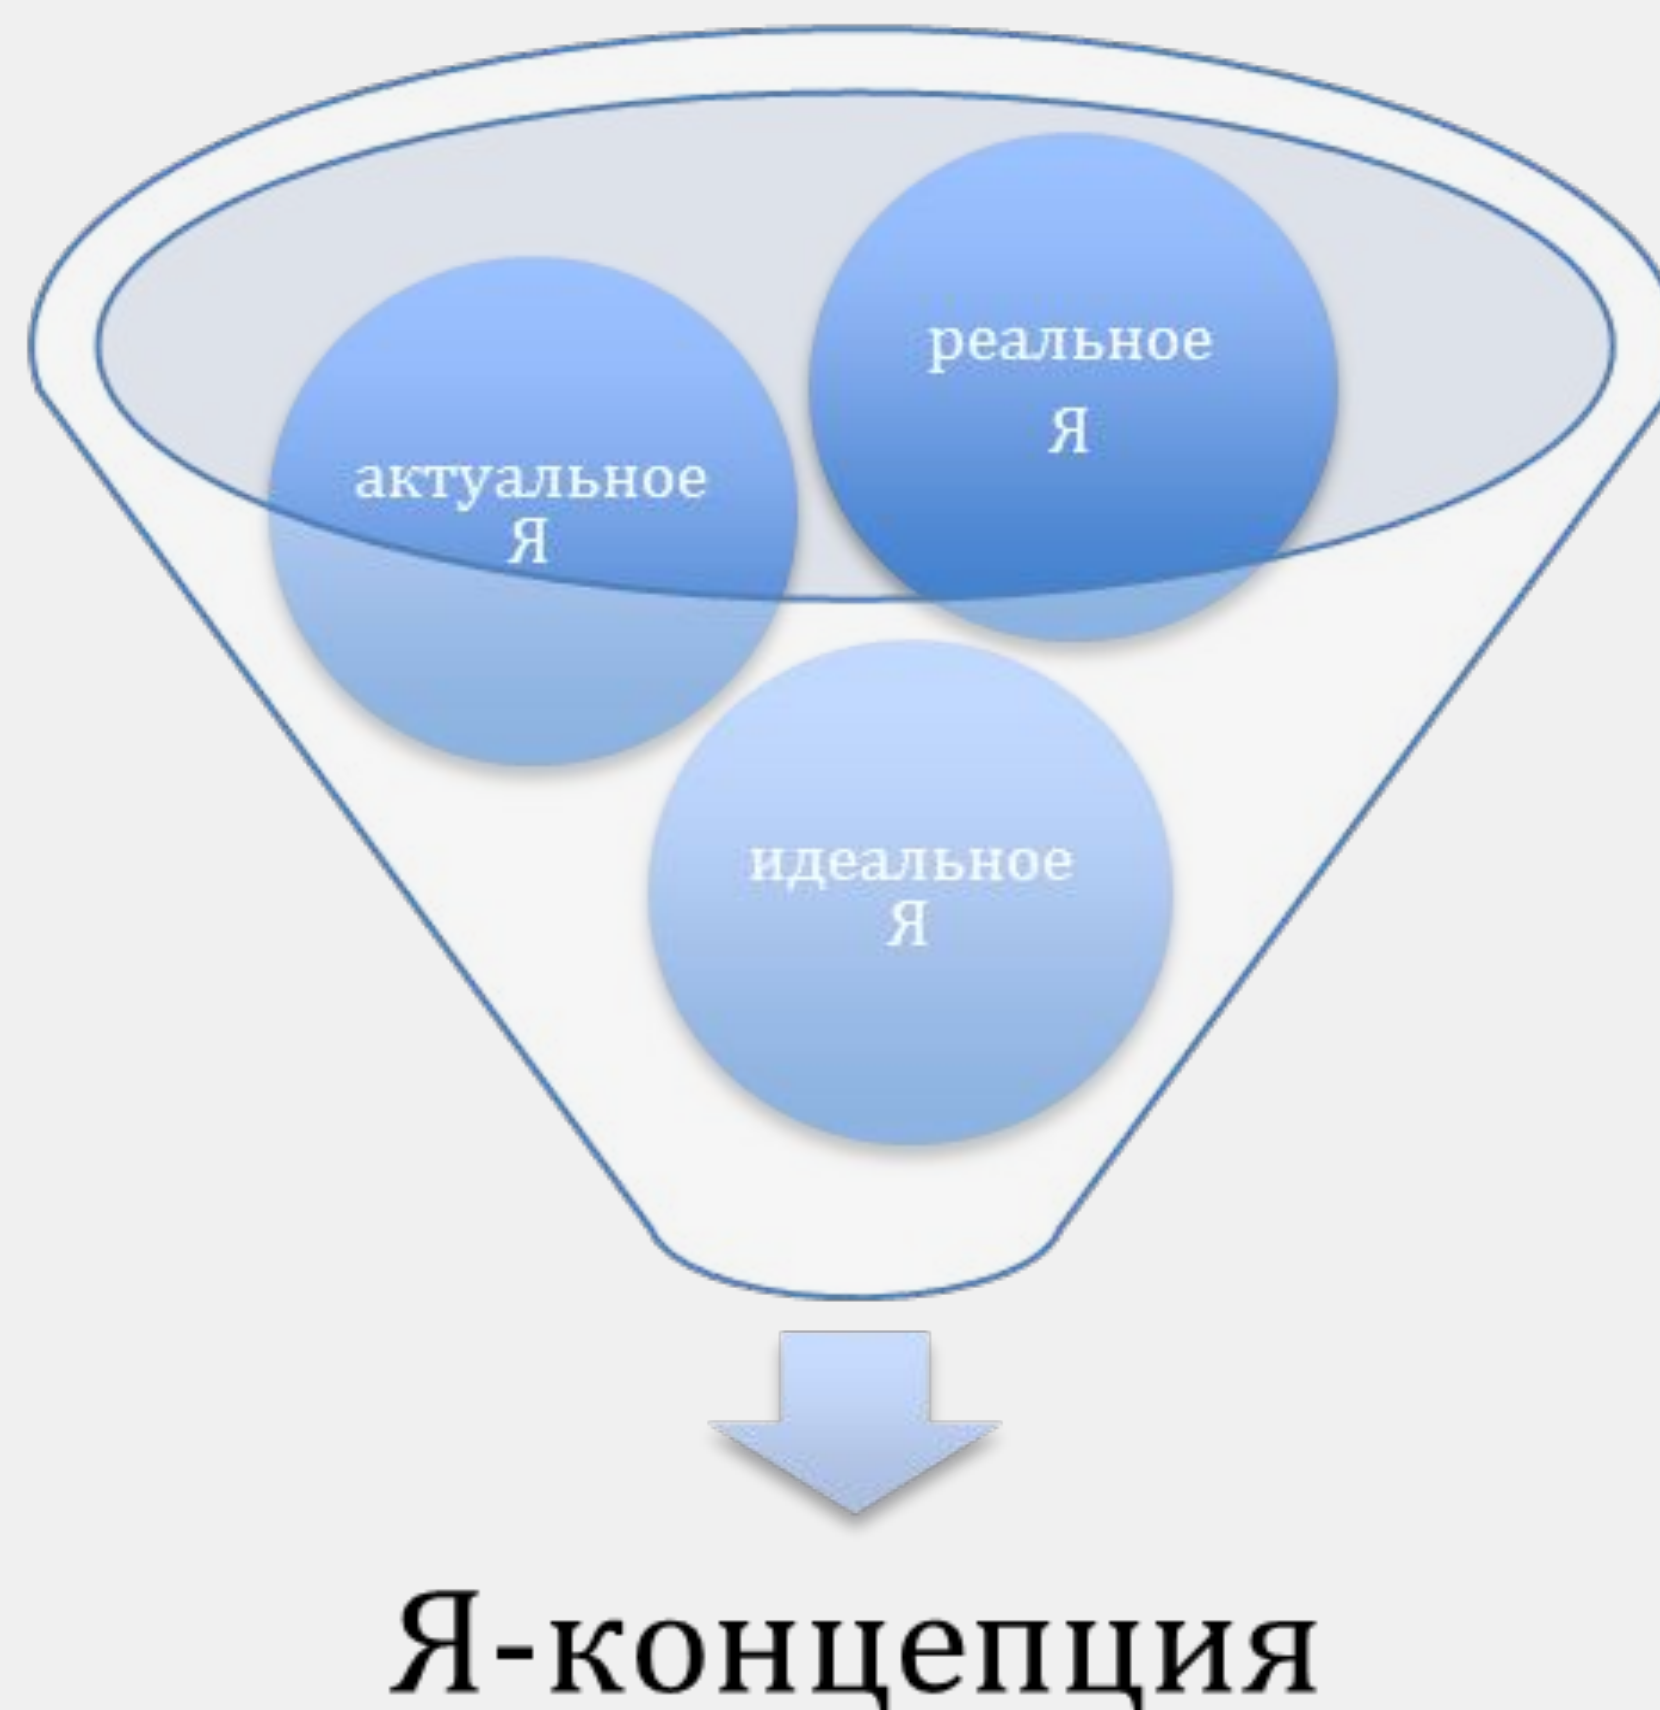 реальное
Я
актуальное
Я
идеальное
Я
Я-концепция